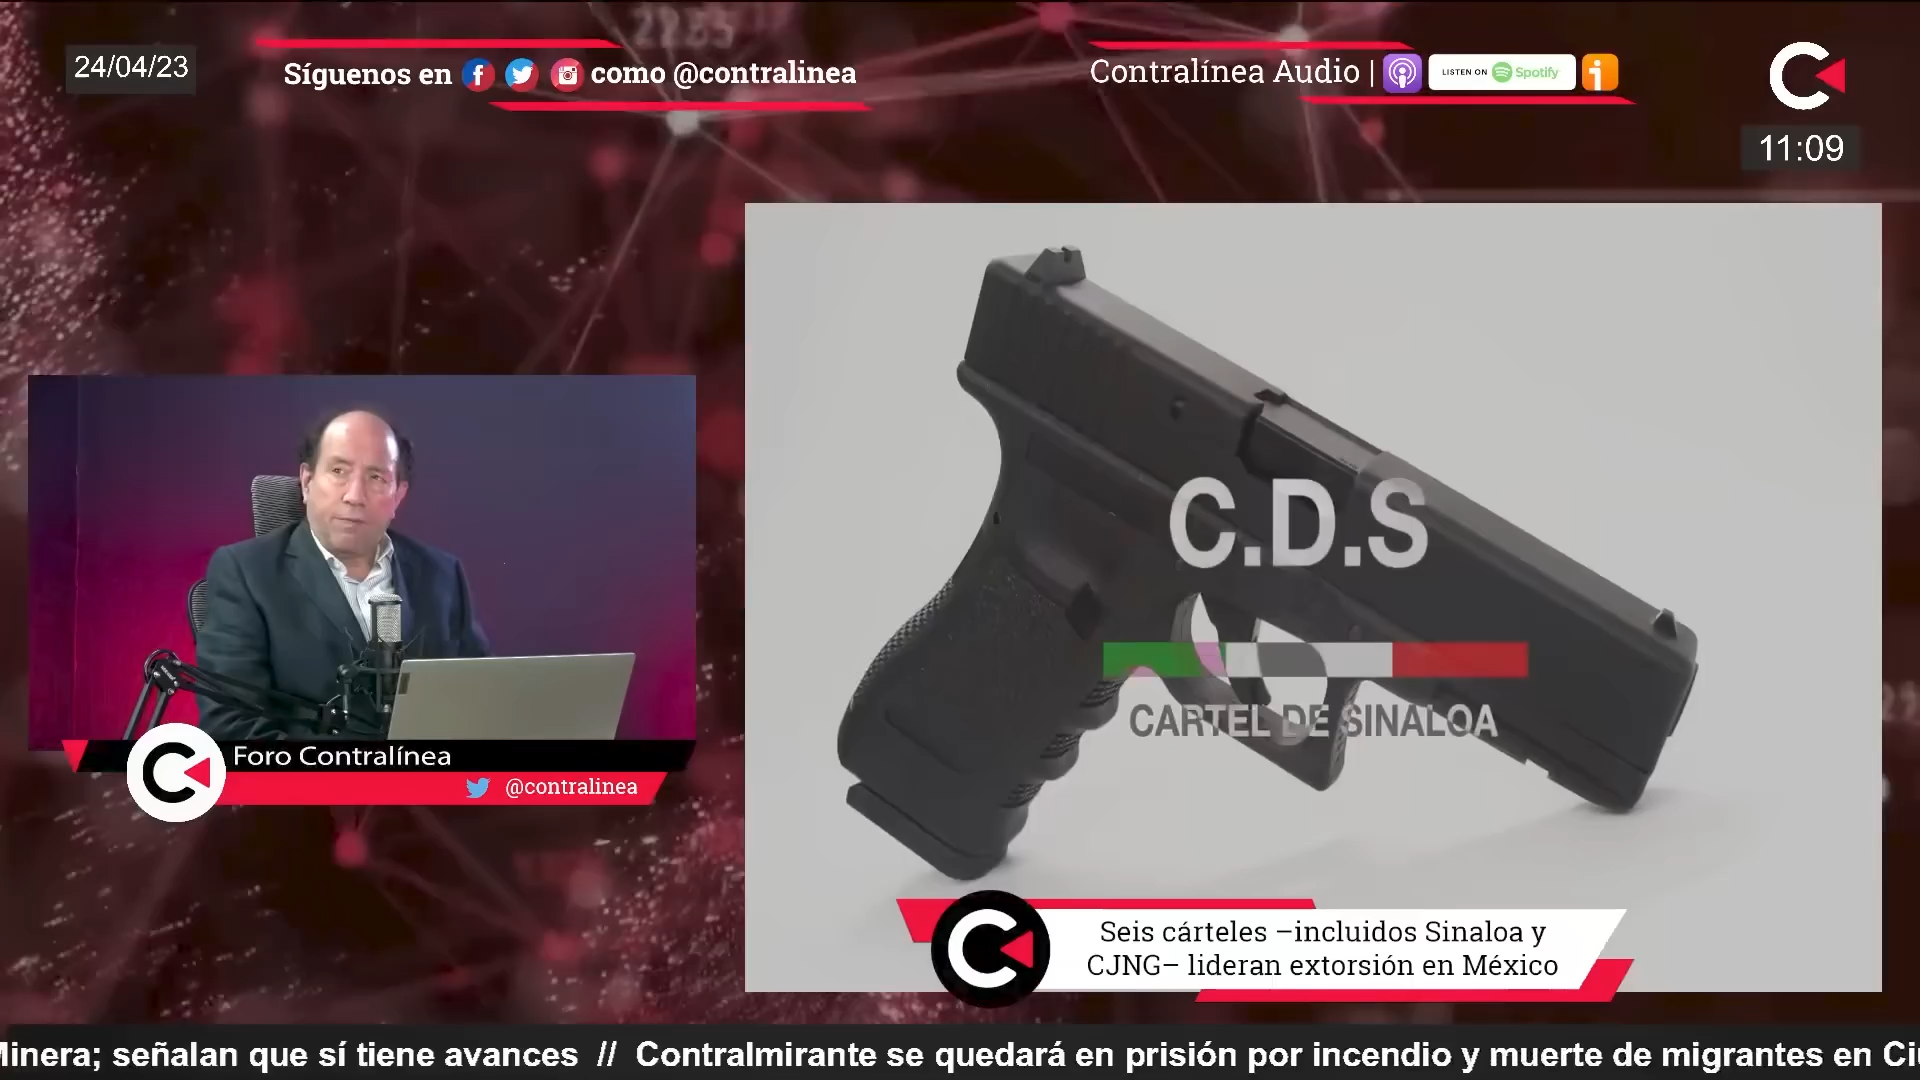 24/04/23
Síguenos en como @contralinea
Contralínea Audio |
LISTEN ON Spotify
11:09
C.D.S
CARTEL DE SINALOA
Foro Contralínea
@contralinea
Seis cárteles –incluidos Sinaloa y
CJNG– lideran extorsión en México
Minera; señalan que sí tiene avances // Contralmirante se quedará en prisión por incendio y muerte de migrantes en